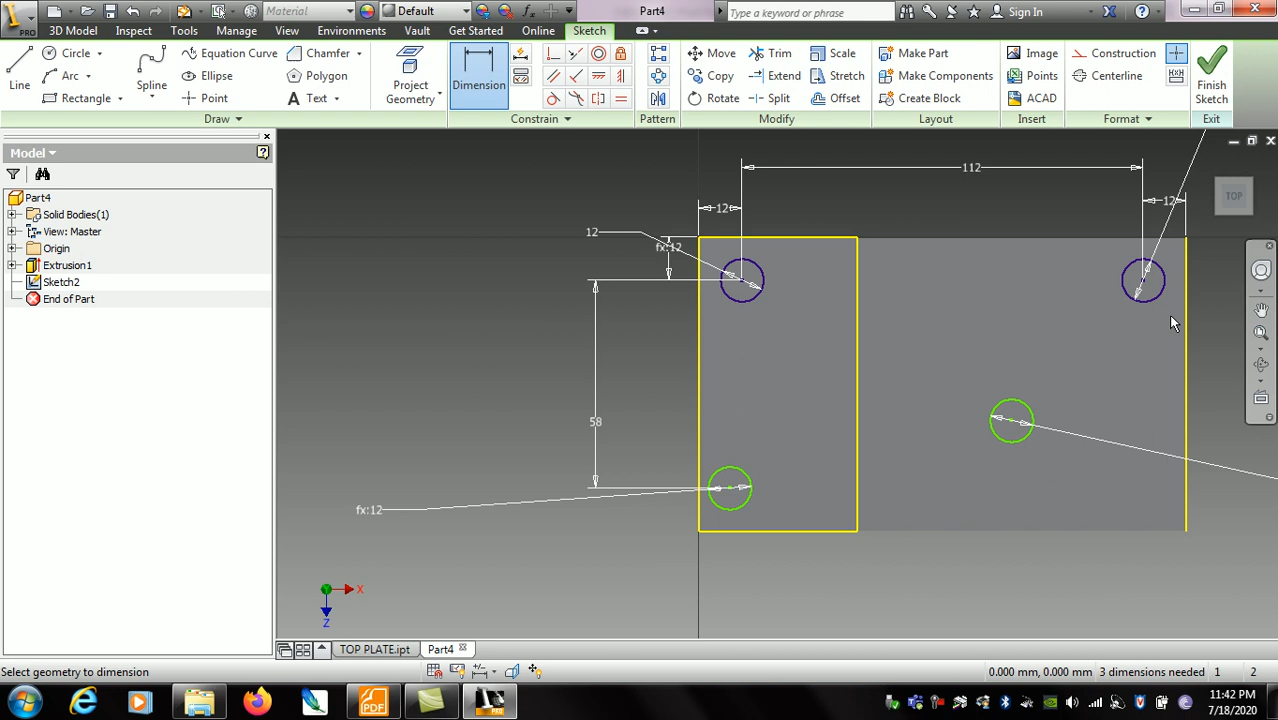 PRO
Material
Default
Part4
Type a keyword or phrase
Sign In
3D Model Inspect Tools Manage View Environments Vault Get Started Online Sketch
Line
Circle
Arc
Rectangle
Spline
Equation Curve
Ellipse
Point
Chamfer
Polygon
Text
Project
Geometry
Dimension
Move
Copy
Rotate
Trim
Extend
Split
Scale
Stretch
Offset
Make Part
Make Components
Create Block
Image
Points
ACAD
Construction
Centerline
Finish
Sketch
Draw
Constrain
Pattern
Modify
Layout
Insert
Format
Exit
Model
Part4
Solid Bodies(1)
View: Master
Origin
Extrusion1
Sketch2
End of Part
112
12
12
12
fx:12
58
fx:12
TOP
X
Z
TOP PLATE.ipt
Part4
Select geometry to dimension
0.000 mm, 0.000 mm 3 dimensions needed 1 2
PDF
PRO
11:42 PM
7/18/2020